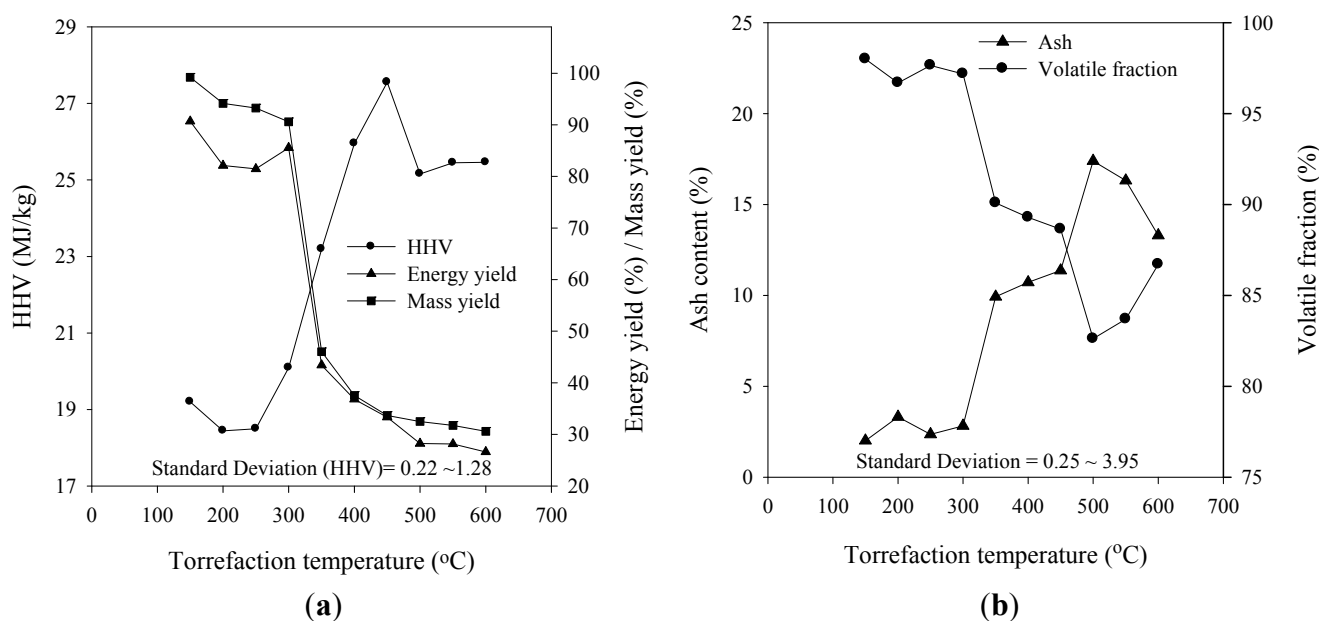 29
27
25
23
21
19
17
HHV (MJ/kg)
100
90
80
70
60
50
40
30
20
Energy yield (%) / Mass yield (%)
HHV
Energy yield
Mass yield
Standard Deviation (HHV)= 0.22 ~1.28
0 100 200 300 400 500 600 700
Torrefaction temperature (oC)
(a)
25
20
15
10
5
0
Ash content (%)
100
95
90
85
80
75
Volatile fraction (%)
Ash
Volatile fraction
Standard Deviation = 0.25 ~ 3.95
0 100 200 300 400 500 600 700
Torrefaction temperature (OC)
(b)